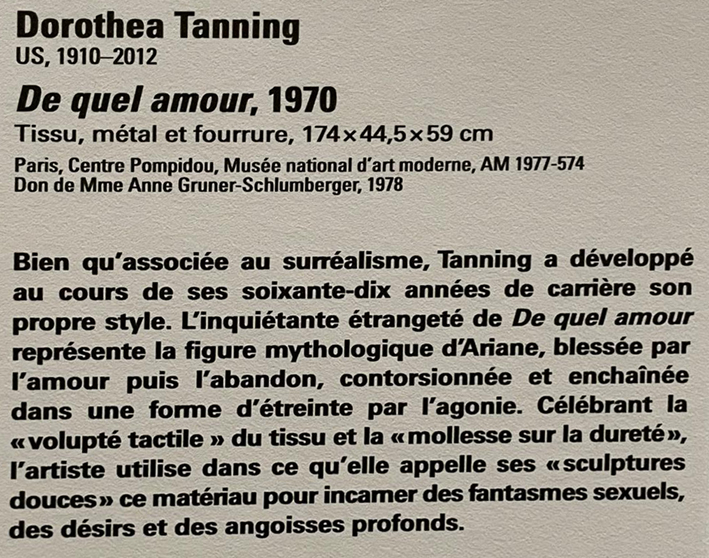 Dorothea Tanning
US, 1910–2012
De quel amour, 1970
Tissu, métal et fourrure, 174×44,5×59 cm
Paris, Centre Pompidou, Musée national d'art moderne, AM 1977-574
Don de Mme Anne Gruner-Schlumberger, 1978
Bien qu'associée au surréalisme, Tanning a développé
au cours de ses soixante-dix années de carrière son
propre style. L'inquiétante étrangeté de De quel amour
représente la figure mythologique d'Ariane, blessée par
l'amour puis l'abandon, contorsionnée et enchaînée
dans une forme d'étreinte par l'agonie. Célébrant la
« volupté tactile » du tissu et la « mollesse sur la dureté »,
l'artiste utilise dans ce qu'elle appelle ses « sculptures
douces » ce matériau pour incarner des fantasmes sexuels,
des désirs et des angoisses profonds.